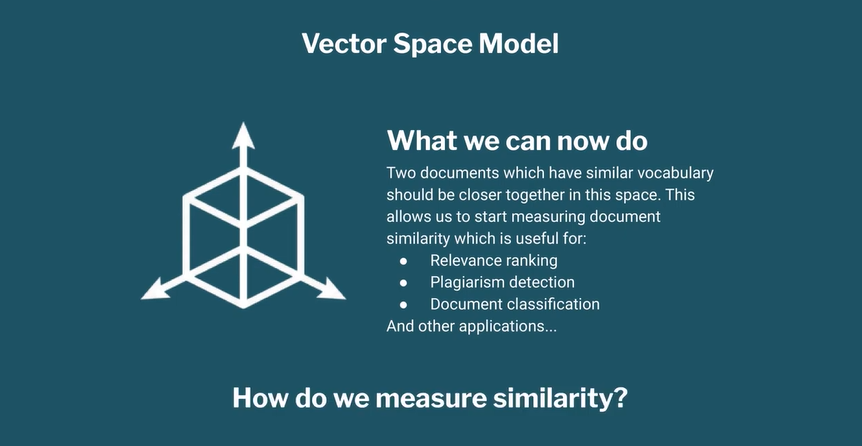 Vector Space Model
What we can now do
Two documents which have similar vocabulary
should be closer together in this space. This
allows us to start measuring document
similarity which is useful for:
● Relevance ranking
● Plagiarism detection
● Document classification
And other applications...
How do we measure similarity?